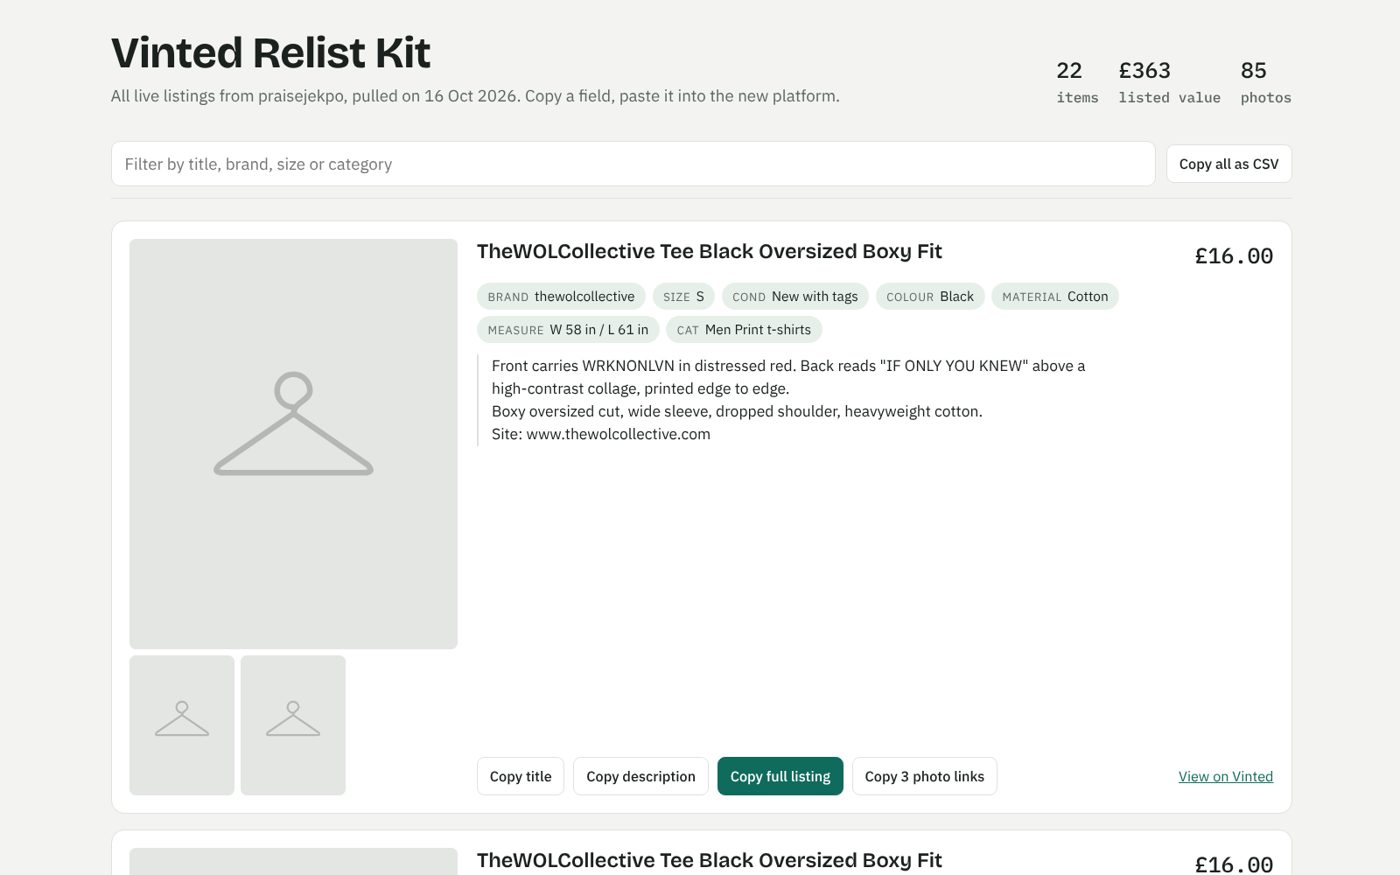 Vinted Relist Kit
All live listings from praisejekpo, pulled on 16 Oct 2026. Copy a field, paste it into the new platform.
22 items
£363 listed value
85 photos
Filter by title, brand, size or category
Copy all as CSV
TheWOLCollective Tee Black Oversized Boxy Fit
£16.00
BRAND thewolcollective SIZE S COND New with tags COLOUR Black MATERIAL Cotton
MEASURE W 58 in / L 61 in CAT Men Print t-shirts
Front carries WRKNONLVN in distressed red. Back reads "IF ONLY YOU KNEW" above a
high-contrast collage, printed edge to edge.
Boxy oversized cut, wide sleeve, dropped shoulder, heavyweight cotton.
Site: www.thewolcollective.com
Copy title
Copy description
Copy full listing
Copy 3 photo links
View on Vinted
TheWOLCollective Tee Black Oversized Boxy Fit
£16.00